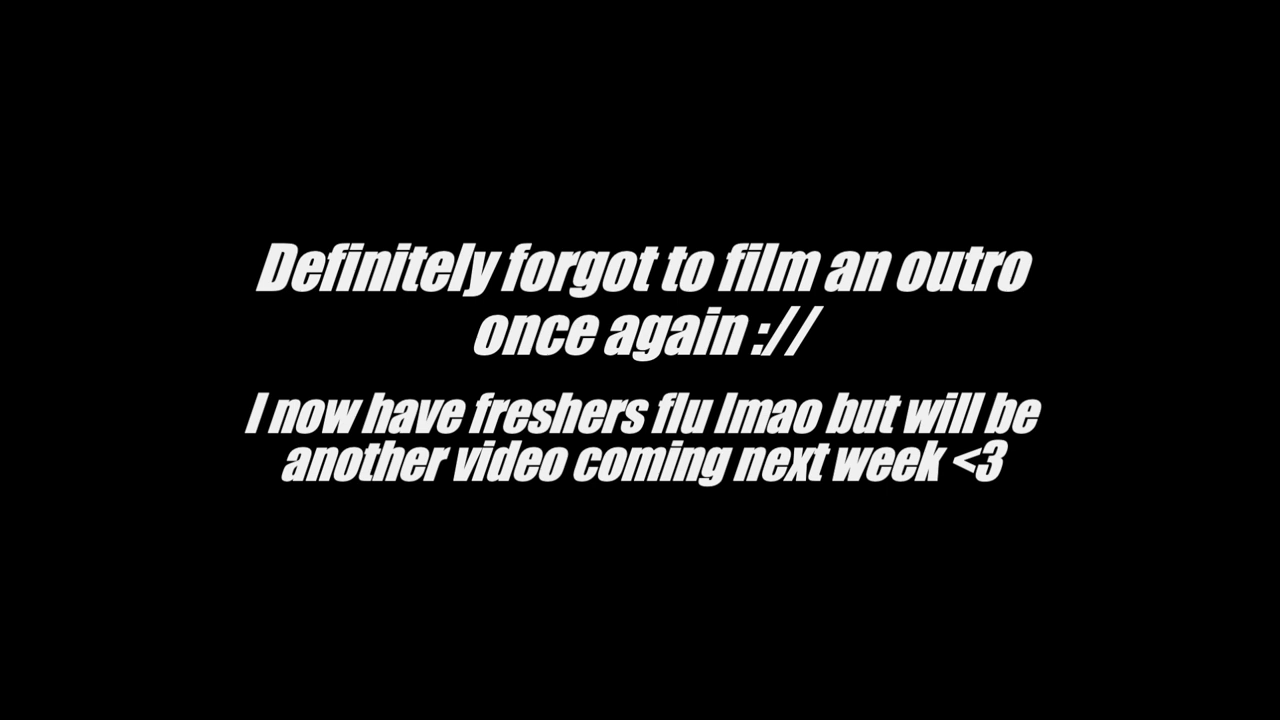 Definitely forgot to film an outro
once again ://
I now have freshers flu lmao but will be
another video coming next week <3